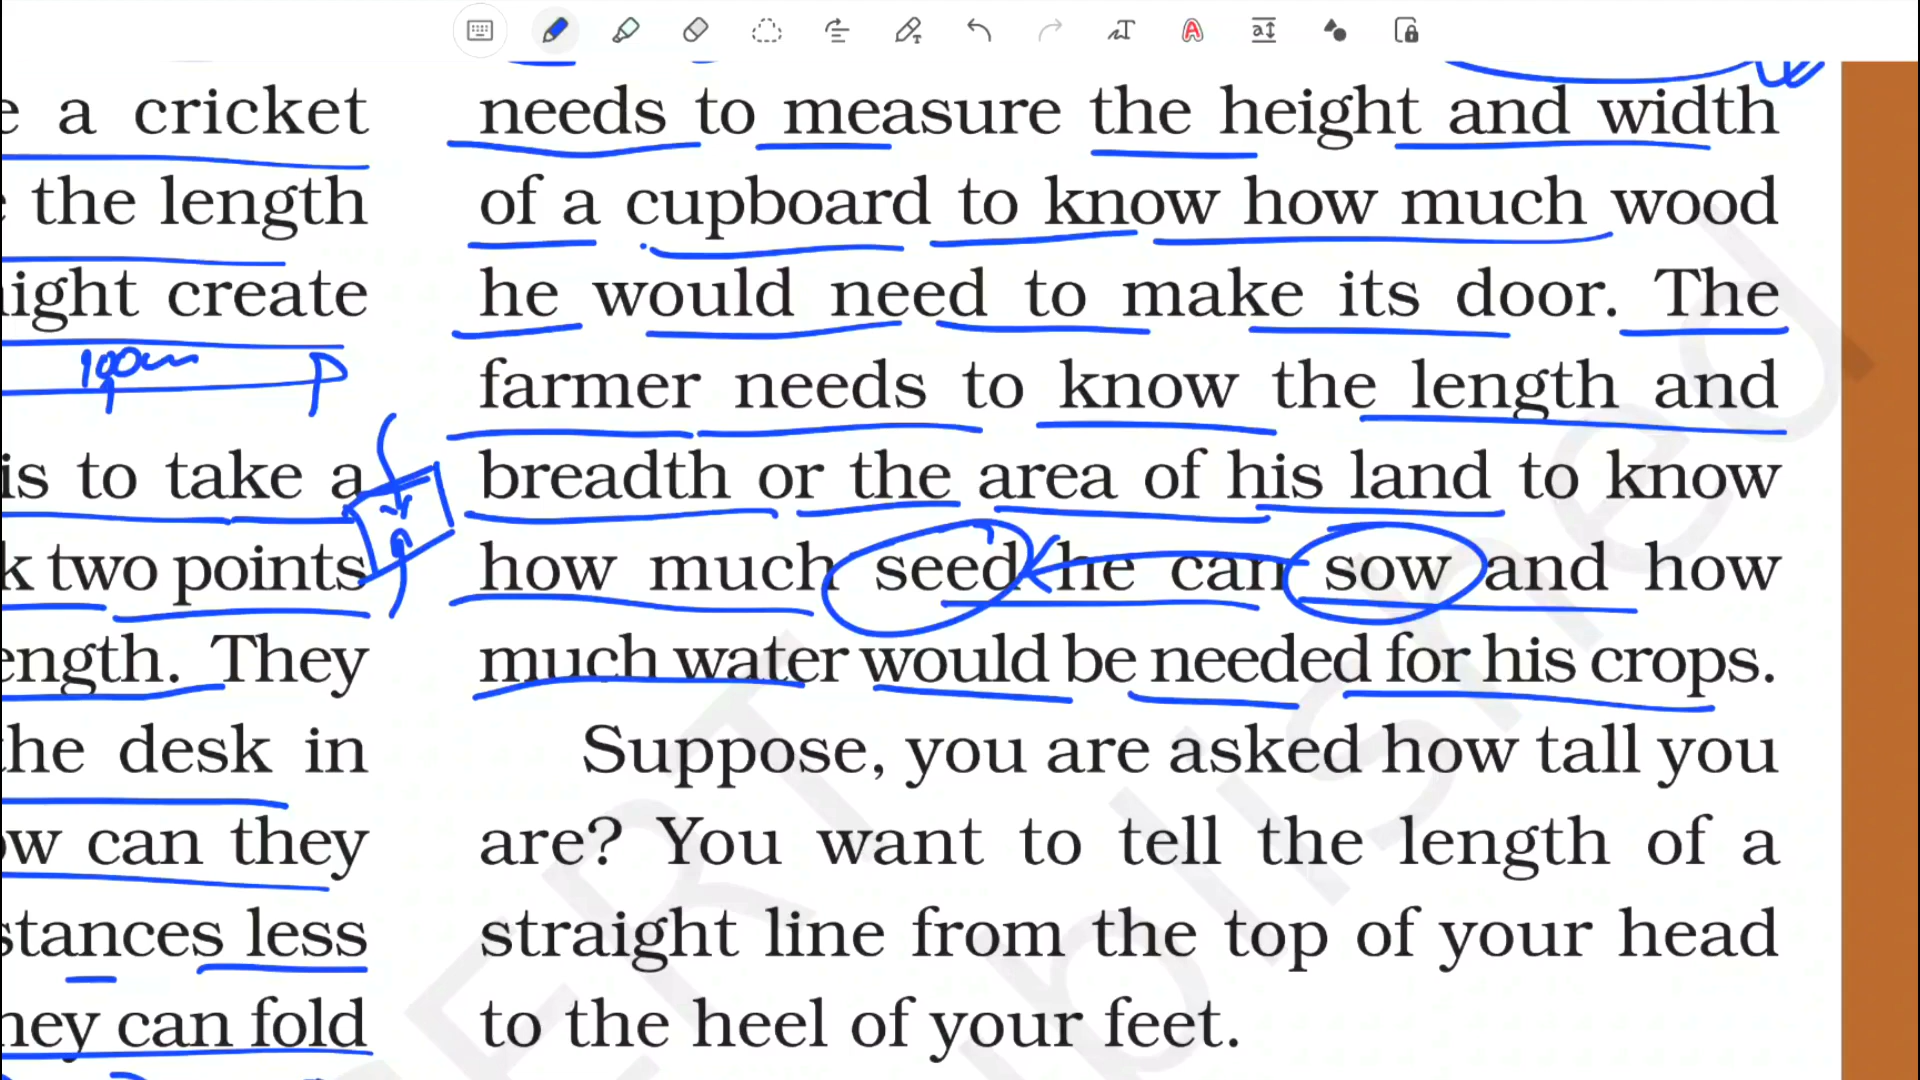 e a cricket
the length
ight create
100cm
is to take a
k two points
ength. They
the desk in
ow can they
stances less
hey can fold
needs to measure the height and width
of a cupboard to know how much wood
he would need to make its door. The
farmer needs to know the length and
breadth or the area of his land to know
how much seed he can sow and how
much water would be needed for his crops.
Suppose, you are asked how tall you
are? You want to tell the length of a
straight line from the top of your head
to the heel of your feet.